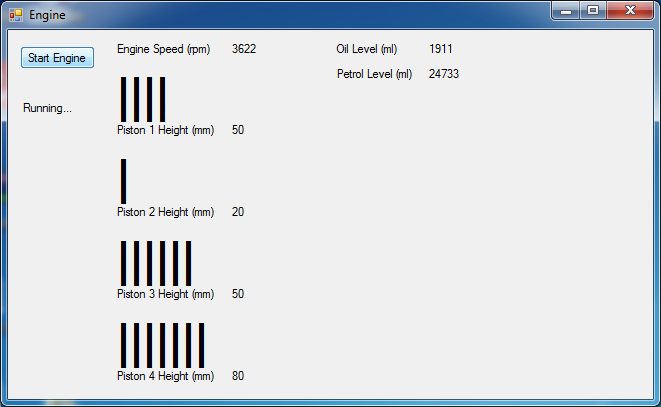 Engine
Start Engine
Running...
Engine Speed (rpm) 3622
Oil Level (ml) 1911
Petrol Level (ml) 24733
||||
Piston 1 Height (mm) 50
|
Piston 2 Height (mm) 20
||||||
Piston 3 Height (mm) 50
|||||||
Piston 4 Height (mm) 80